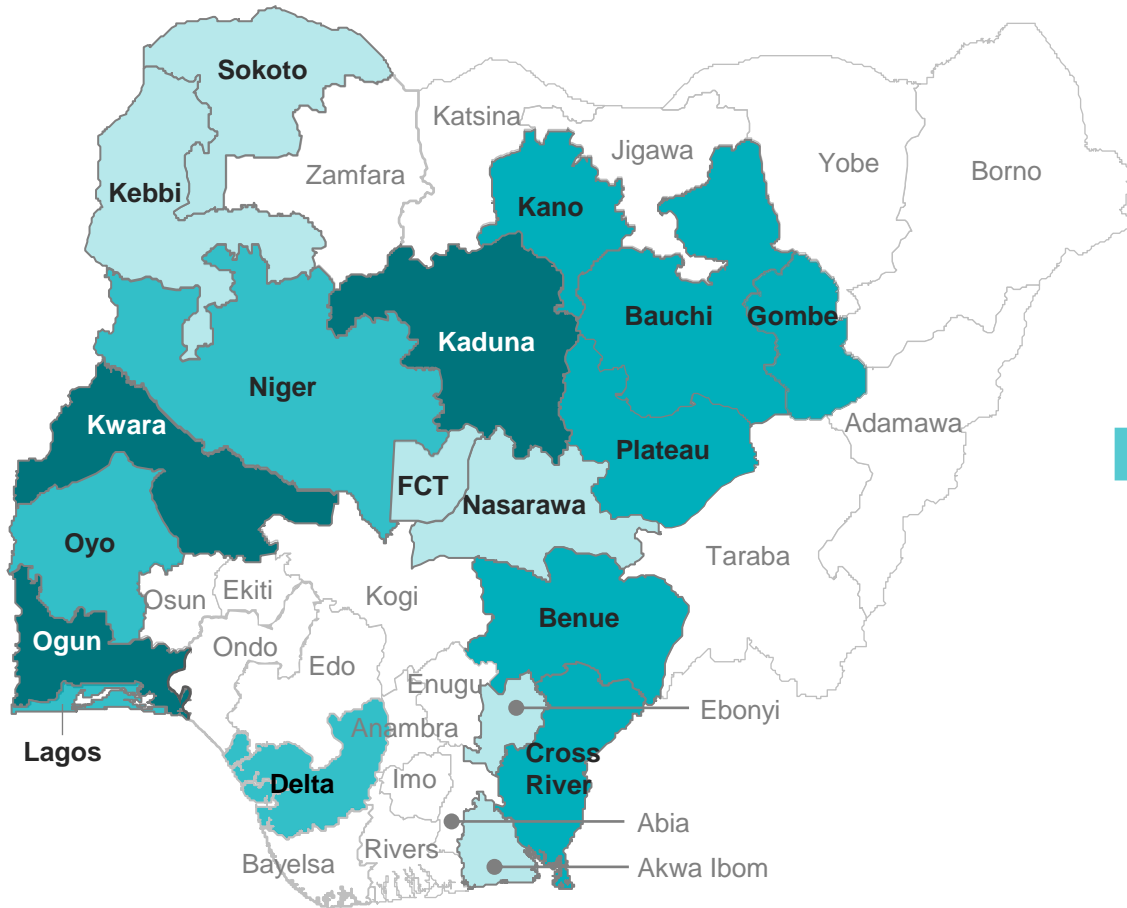 Sokoto
Katsina
Jigawa
Yobe
Borno
Zamfara
Kebbi
Kano
Bauchi
Gombe
Kaduna
Niger
Kwara
Adamawa
Plateau
FCT
Nasarawa
Oyo
Taraba
Osun
Ekiti
Kogi
Benue
Ogun
Ondo
Edo
Enugu
Ebonyi
Anambra
Lagos
Cross
River
Delta
Imo
Abia
Rivers
Bayelsa
Akwa Ibom